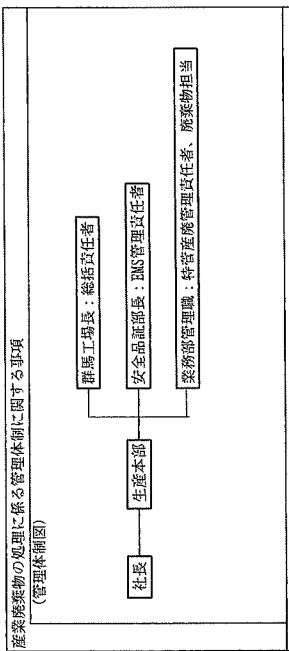 産業廃棄物の処理に係る管理体制に関する事項
(管理体制図)
社長
生産本部
群馬工場長：総括責任者
安全品証部長：EMS管理責任者
業務部管理職：特管産廃管理責任者、廃棄物担当